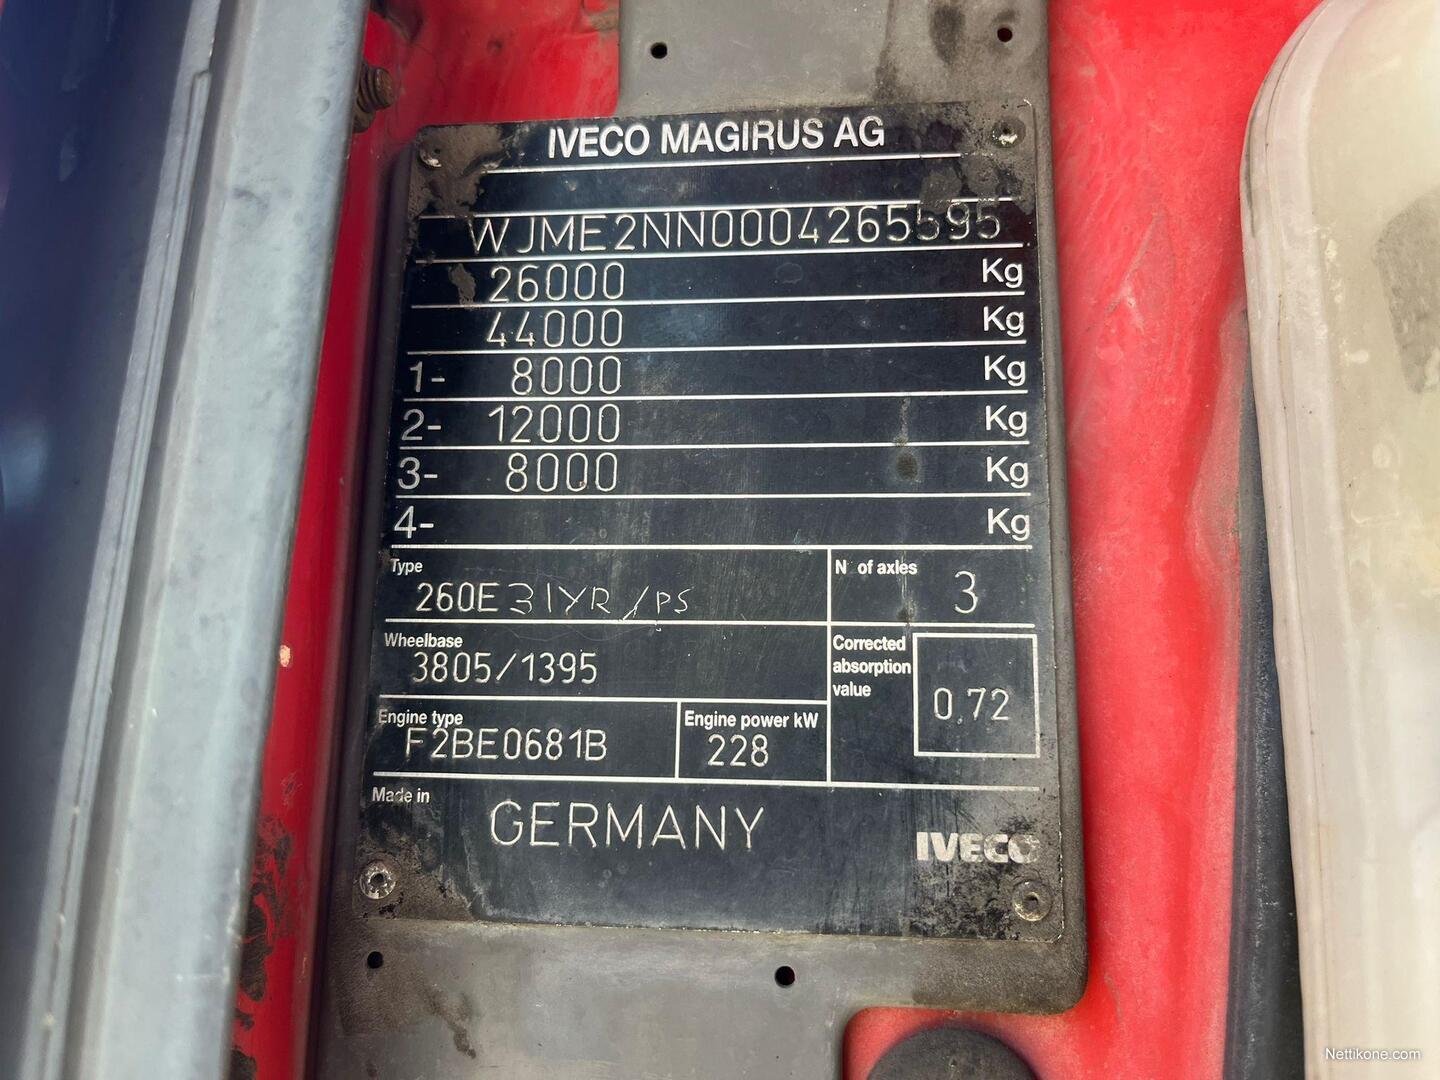 IVECO MAGIRUS AG
WJME2NN0004265595
26000 Kg
44000 Kg
1- 8000 Kg
2- 12000 Kg
3- 8000 Kg
4- Kg
Type
260E31YR/PS
N° of axles
3
Wheelbase
3805/1395
Corrected
absorption
value
0.72
Engine type
F2BE0681B
Engine power kW
228
Made in
GERMANY
IVECO
Nettikone.com